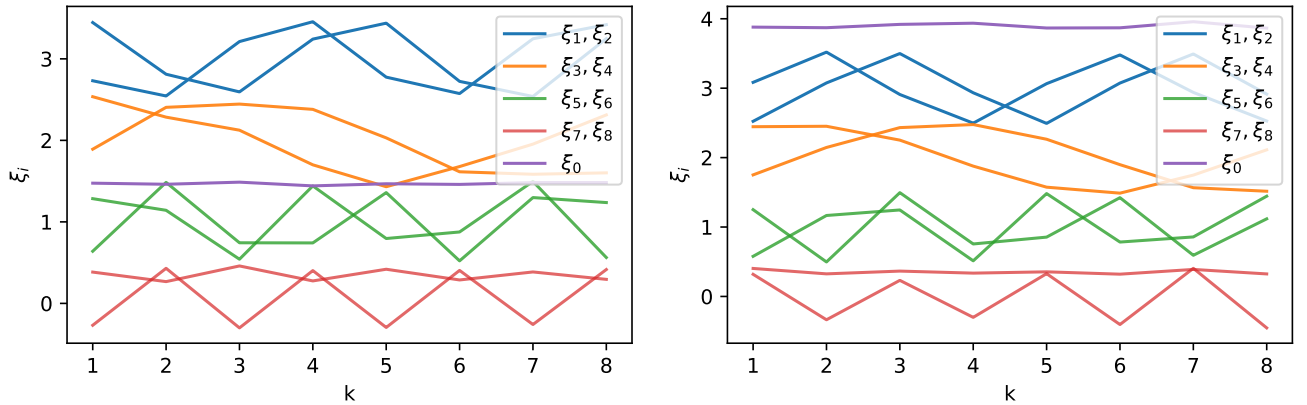 3
2
1
0
ξᵢ
1 2 3 4 5 6 7 8
k
ξ₁, ξ₂
ξ₃, ξ₄
ξ₅, ξ₆
ξ₇, ξ₈
ξ₀
4
3
2
1
0
ξᵢ
1 2 3 4 5 6 7 8
k
ξ₁, ξ₂
ξ₃, ξ₄
ξ₅, ξ₆
ξ₇, ξ₈
ξ₀